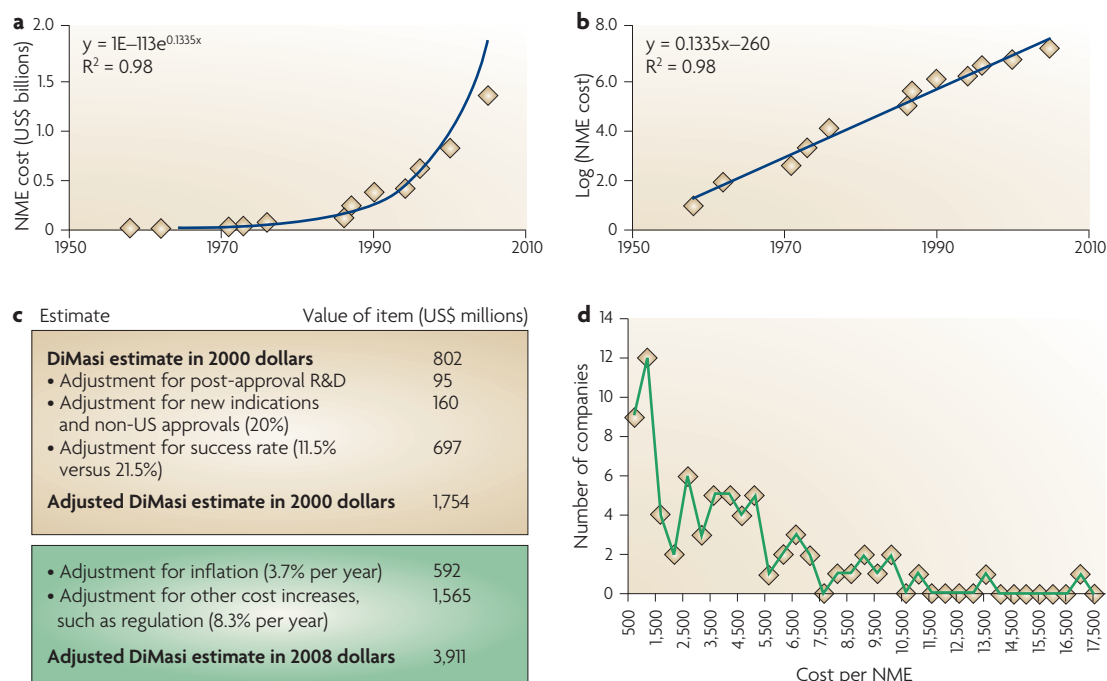 a
2.0
1.5
1.0
0.5
0
NME cost (US$ billions)
y = 1E–113e^0.1335x
R² = 0.98
1950
1970
1990
2010
b
8.0
6.0
4.0
2.0
0.0
Log (NME cost)
y = 0.1335x–260
R² = 0.98
1950
1970
1990
2010
c Estimate Value of item (US$ millions)
DiMasi estimate in 2000 dollars 802
• Adjustment for post-approval R&D 95
• Adjustment for new indications 160
and non-US approvals (20%)
• Adjustment for success rate (11.5% 697
versus 21.5%)
Adjusted DiMasi estimate in 2000 dollars 1,754
• Adjustment for inflation (3.7% per year) 592
• Adjustment for other cost increases, 1,565
such as regulation (8.3% per year)
Adjusted DiMasi estimate in 2008 dollars 3,911
d
14
12
10
8
6
4
2
0
Number of companies
500
1,500
2,500
3,500
4,500
5,500
6,500
7,500
8,500
9,500
10,500
11,500
12,500
13,500
14,500
15,500
16,500
17,500
Cost per NME